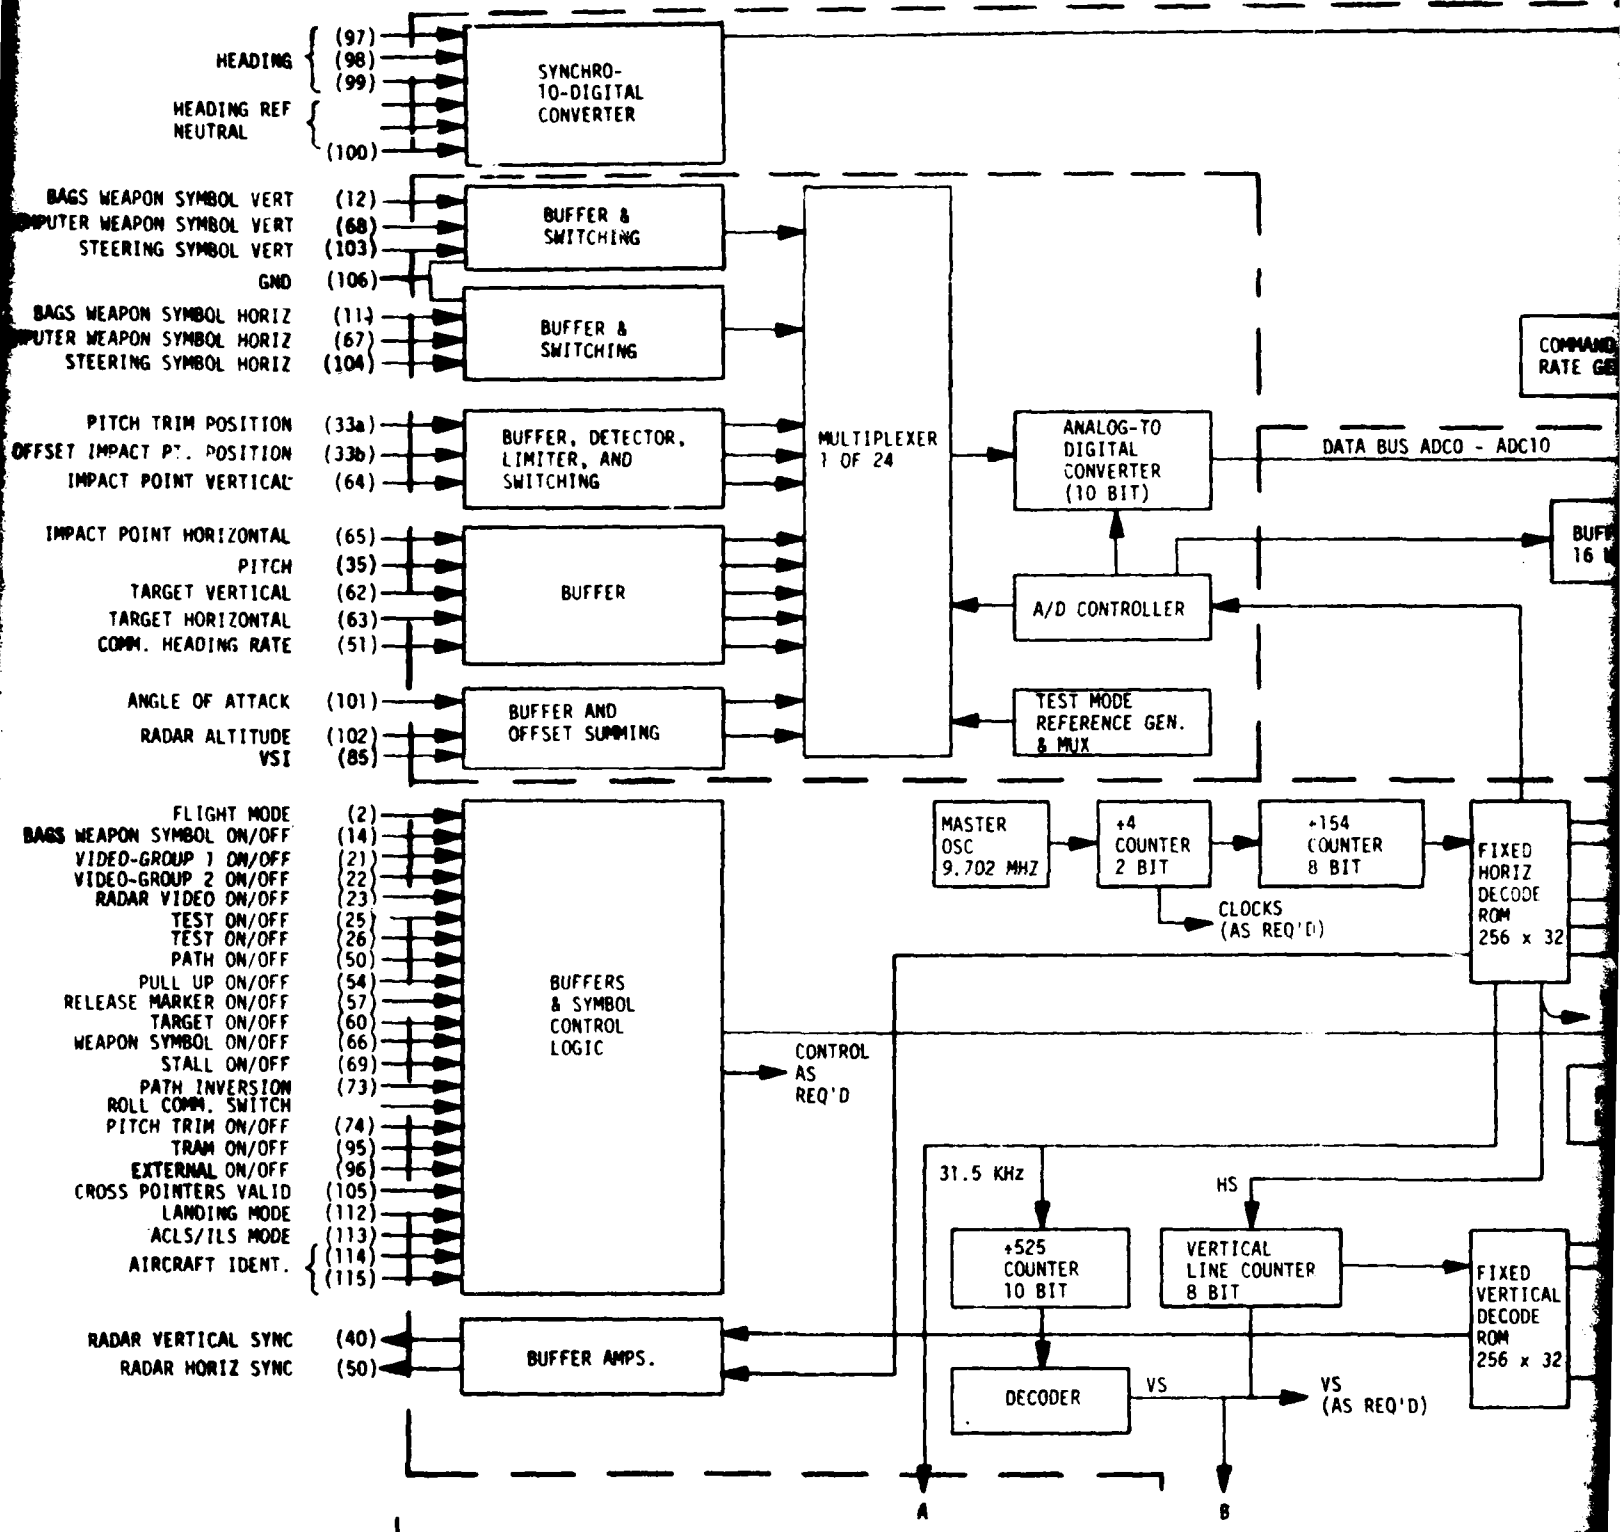 HEADING
(97)
(98)
(99)
HEADING REF
NEUTRAL
(100)
SYNCHRO-
TO-DIGITAL
CONVERTER
BAGS WEAPON SYMBOL VERT (12)
WEAPON SYMBOL VERT (68)
STEERING SYMBOL VERT (103)
GND (106)
BUFFER &
SWITCHING
BAGS WEAPON SYMBOL HORIZ (11)
WEAPON SYMBOL HORIZ (67)
STEERING SYMBOL HORIZ (104)
BUFFER &
SWITCHING
PITCH TRIM POSITION (33a)
OFFSET IMPACT PT. POSITION (33b)
IMPACT POINT VERTICAL (64)
BUFFER, DETECTOR,
LIMITER, AND
SWITCHING
IMPACT POINT HORIZONTAL (65)
PITCH (35)
TARGET VERTICAL (62)
TARGET HORIZONTAL (63)
COMM. HEADING RATE (51)
BUFFER
ANGLE OF ATTACK (101)
RADAR ALTITUDE (102)
VSI (85)
BUFFER AND
OFFSET SUMMING
MULTIPLEXER
1 OF 24
ANALOG-TO
DIGITAL
CONVERTER
(10 BIT)
A/D CONTROLLER
TEST MODE
REFERENCE GEN.
& MUX
DATA BUS ADC0 - ADC10
COMMAND
RATE
16
FLIGHT MODE (2)
BAGS WEAPON SYMBOL ON/OFF (14)
VIDEO-GROUP 1 ON/OFF (21)
VIDEO-GROUP 2 ON/OFF (22)
RADAR VIDEO ON/OFF (23)
TEST ON/OFF (25)
TEST ON/OFF (26)
PATH ON/OFF (50)
PULL UP ON/OFF (54)
RELEASE MARKER ON/OFF (57)
TARGET ON/OFF (60)
WEAPON SYMBOL ON/OFF (66)
STALL ON/OFF (69)
PATH INVERSION (73)
ROLL COMM. SWITCH
PITCH TRIM ON/OFF (74)
TRAM ON/OFF (95)
EXTERNAL ON/OFF (96)
CROSS POINTERS VALID (105)
LANDING MODE (112)
ACLS/ILS MODE (113)
AIRCRAFT IDENT.
(114)
(115)
BUFFERS
& SYMBOL
CONTROL
LOGIC
CONTROL
AS
REQ'D
MASTER
OSC
9.702 MHZ
÷4
COUNTER
2 BIT
÷154
COUNTER
8 BIT
CLOCKS
(AS REQ'D)
FIXED
HORIZ
DECODE
ROM
256 x 32
31.5 KHz
HS
÷525
COUNTER
10 BIT
VERTICAL
LINE COUNTER
8 BIT
FIXED
VERTICAL
DECODE
ROM
256 x 32
RADAR VERTICAL SYNC (40)
RADAR HORIZ SYNC (50)
BUFFER AMPS.
DECODER
VS
VS
(AS REQ'D)
A
B